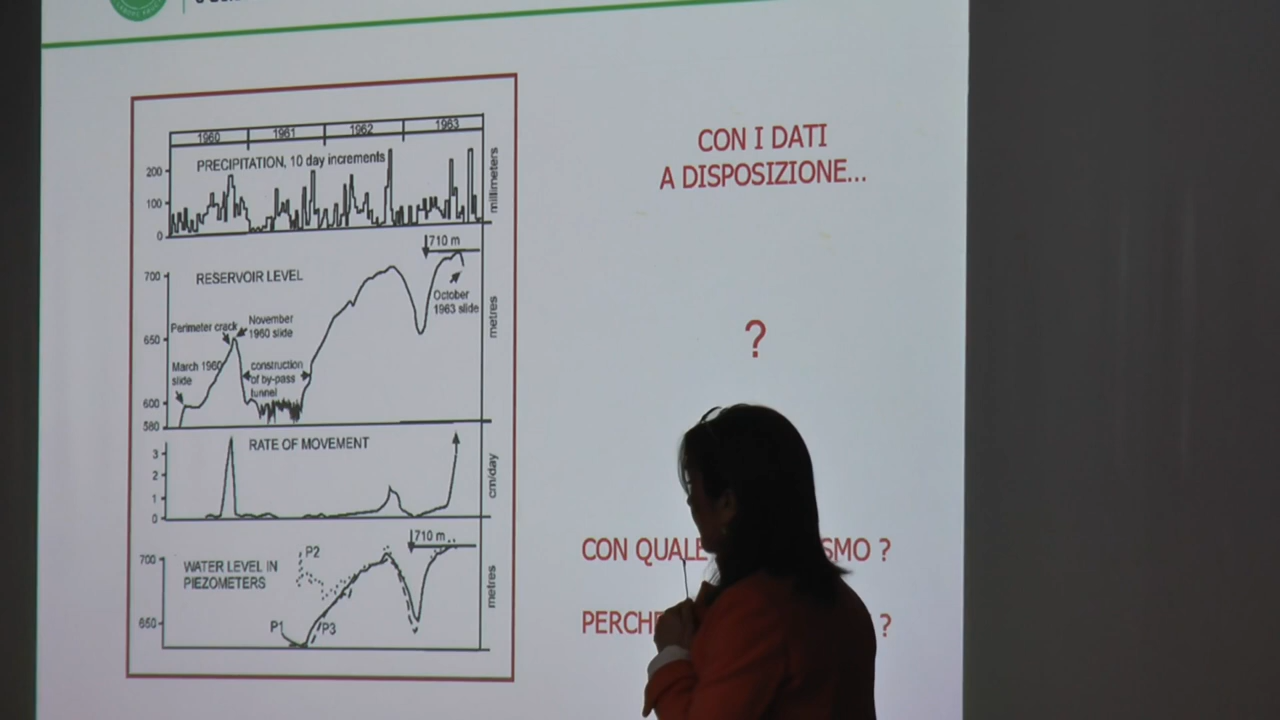 1960 1961 1962 1963
PRECIPITATION, 10 day increments
200
100
0
millimeters
710 m
700
RESERVOIR LEVEL
October
1963 slide
metres
November
1960 slide
Perimeter crack
650
March 1960
slide
construction
of by-pass
tunnel
600
580
RATE OF MOVEMENT
3
2
1
0
cm/day
710 m
700
P2
WATER LEVEL IN
PIEZOMETERS
metres
650
P1
P3
CON I DATI
A DISPOSIZIONE...
?
CON QUALE SMO ?
PERCHE ?